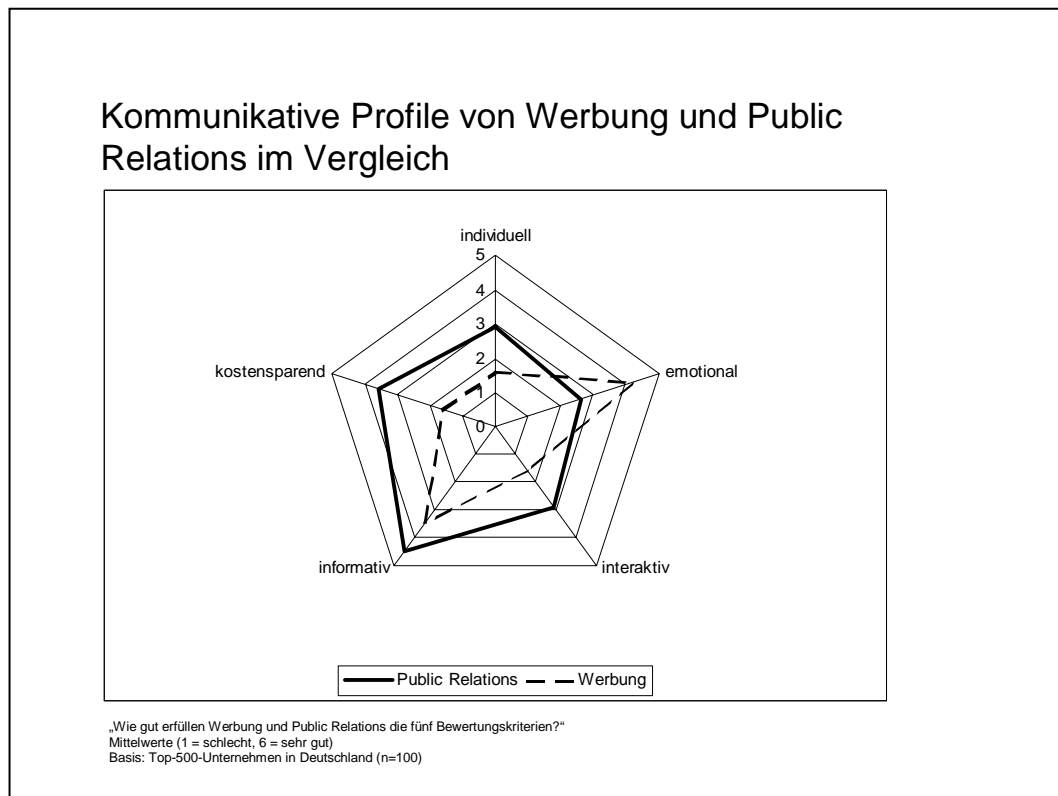 Kommunikative Profile von Werbung und Public
Relations im Vergleich
individuell
5
4
3
2
1
0
kostensparend
emotional
informativ
interaktiv
Public Relations
Werbung
„Wie gut erfüllen Werbung und Public Relations die fünf Bewertungskriterien?“
Mittelwerte (1 = schlecht, 6 = sehr gut)
Basis: Top-500-Unternehmen in Deutschland (n=100)